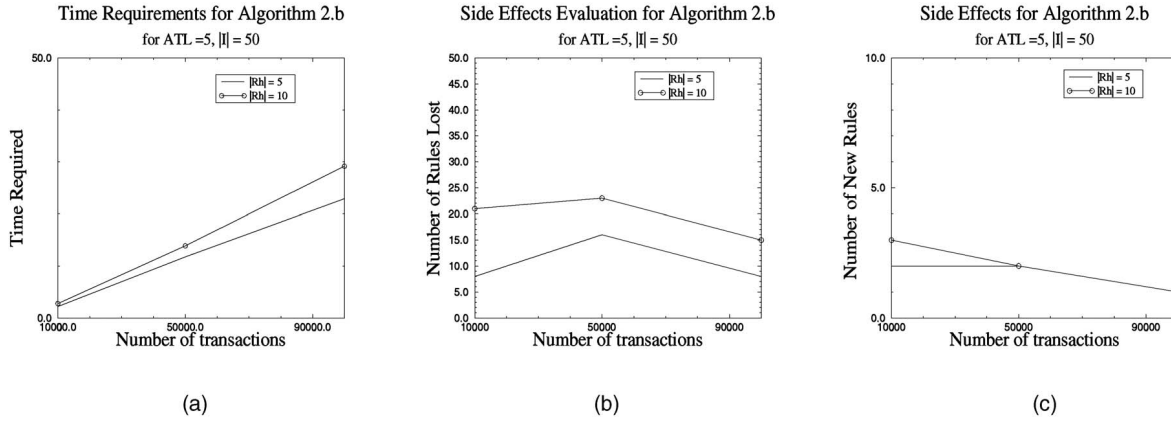 Time Requirements for Algorithm 2.b
for ATL =5, |I| = 50
50.0
|Rh| = 5
|Rh| = 10
Time Required
0.0
10000.0
50000.0
90000.0
Number of transactions
(a)
Side Effects Evaluation for Algorithm 2.b
for ATL =5, |I| = 50
50.0
45.0
40.0
35.0
30.0
25.0
20.0
15.0
10.0
5.0
0.0
|Rh| = 5
|Rh| = 10
Number of Rules Lost
10000
50000
90000
Number of transactions
(b)
Side Effects for Algorithm 2.b
for ATL =5, |I| = 50
10.0
5.0
0.0
|Rh| = 5
|Rh| = 10
Number of New Rules
10000
50000
90000
Number of transactions
(c)